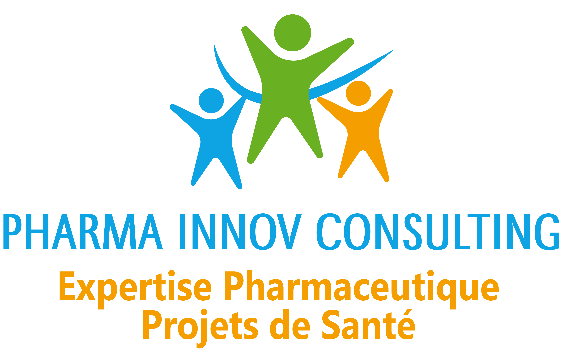 PHARMA INNOV CONSULTING
Expertise Pharmaceutique
Projets de Santé